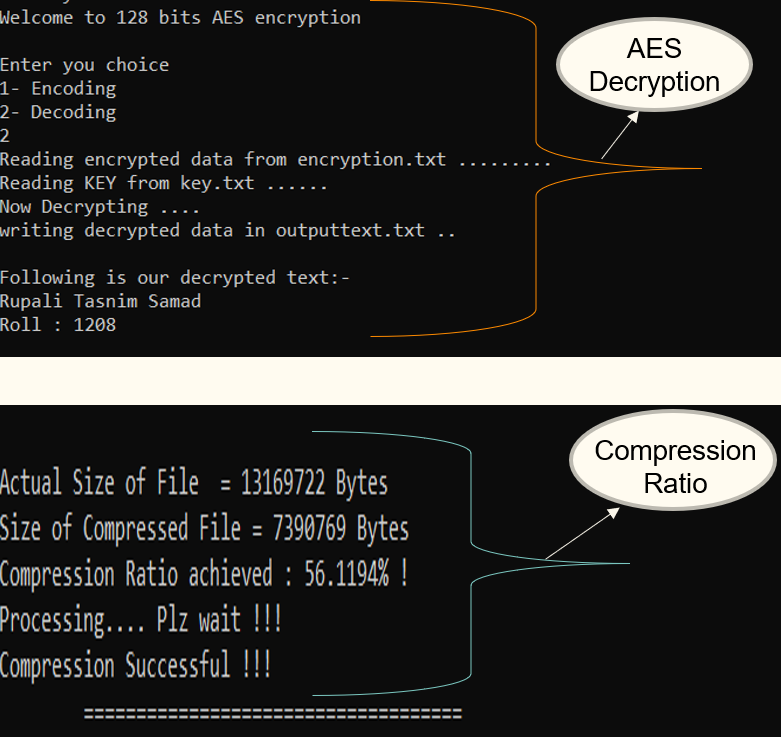 Welcome to 128 bits AES encryption
Enter you choice
1- Encoding
2- Decoding
2
Reading encrypted data from encryption.txt .........
Reading KEY from key.txt ......
Now Decrypting ....
writing decrypted data in outputtext.txt ..
Following is our decrypted text:-
Rupali Tasnim Samad
Roll : 1208
AES
Decryption
Actual Size of File  = 13169722 Bytes
Size of Compressed File = 7390769 Bytes
Compression Ratio achieved : 56.1194% !
Processing.... Plz wait !!!
Compression Successful !!!
====================================
Compression
Ratio